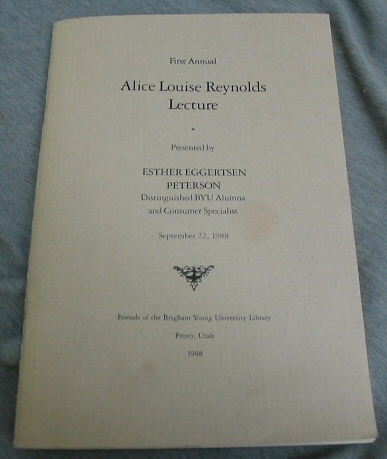 First Annual
Alice Louise Reynolds
Lecture
Presented by
ESTHER EGGERTSEN
PETERSON
Distinguished BYU Alumna
and Consumer Specialist
September 22, 1988
Friends of the Brigham Young University Library
Provo, Utah
1988